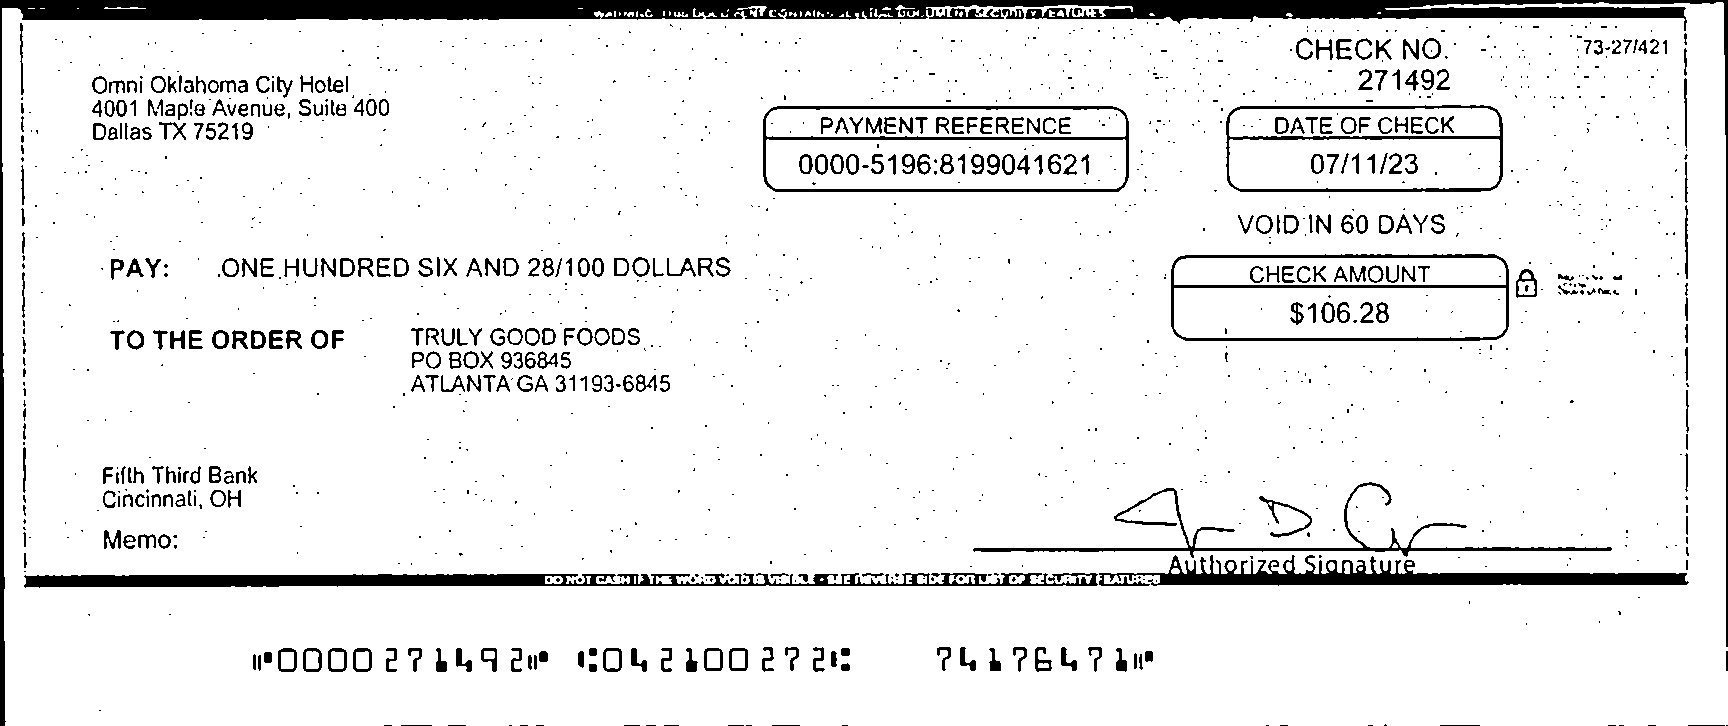 WARNING: THIS DOCUMENT CONTAINS SEVERAL DOCUMENT SECURITY FEATURES
CHECK NO.
73-27/421
271492
Omni Oklahoma City Hotel
4001 Maple Avenue, Suite 400
Dallas TX 75219
PAYMENT REFERENCE
0000-5196:8199041621
DATE OF CHECK
07/11/23
VOID IN 60 DAYS
PAY: ONE HUNDRED SIX AND 28/100 DOLLARS
CHECK AMOUNT
$106.28
TO THE ORDER OF
TRULY GOOD FOODS
PO BOX 936845
ATLANTA GA 31193-6845
Fifth Third Bank
Cincinnati, OH
Memo:
Authorized Signature
DO NOT CASH IF THE WORD VOID IS VISIBLE - SEE REVERSE SIDE FOR LIST OF SECURITY FEATURES
⑈0000271492⑈ ⑆042100272⑆ 74176471⑈